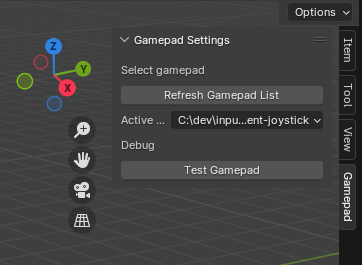 Options
Gamepad Settings
Select gamepad
Refresh Gamepad List
Active ... C:\dev\inpu...ent-joystick
Debug
Test Gamepad
Item
Tool
View
Gamepad
Z
Y
X